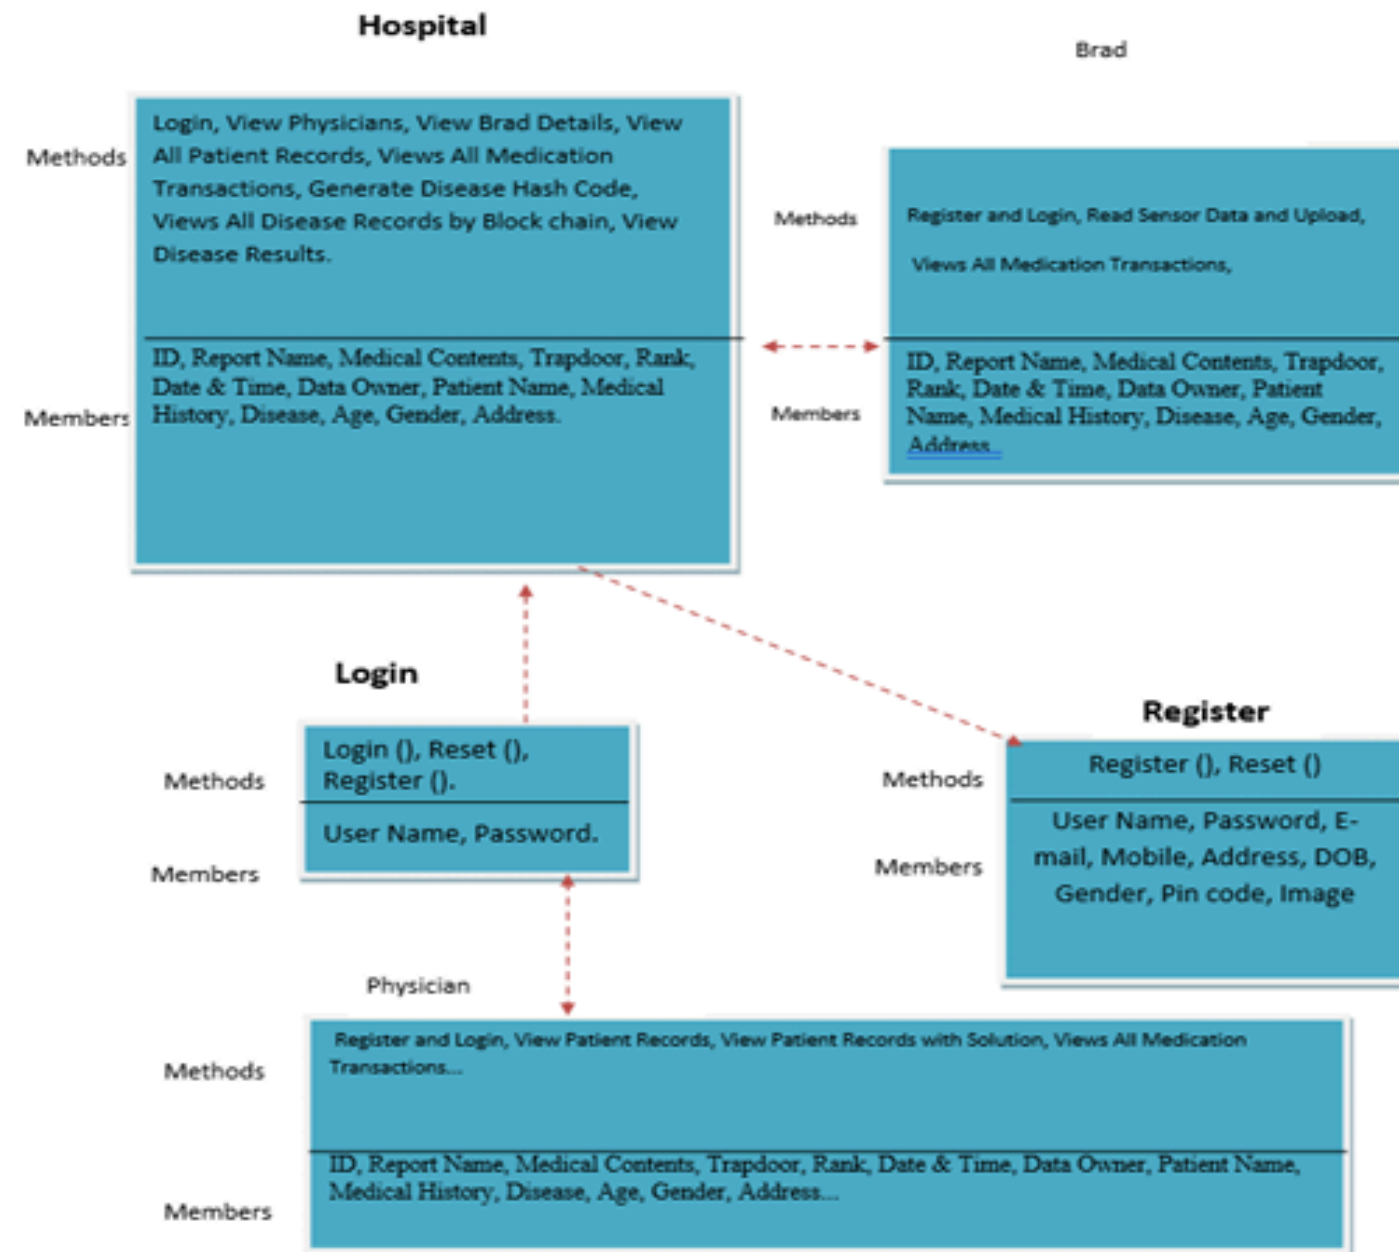 Hospital
Brad
Methods
Login, View Physicians, View Brad Details, View
All Patient Records, Views All Medication
Transactions, Generate Disease Hash Code,
Views All Disease Records by Block chain, View
Disease Results.
Members
ID, Report Name, Medical Contents, Trapdoor, Rank,
Date & Time, Data Owner, Patient Name, Medical
History, Disease, Age, Gender, Address.
Methods
Register and Login, Read Sensor Data and Upload,
Views All Medication Transactions,
Members
ID, Report Name, Medical Contents, Trapdoor,
Rank, Date & Time, Data Owner, Patient
Name, Medical History, Disease, Age, Gender,
Address..
Login
Methods
Login (), Reset (),
Register ().
Members
User Name, Password.
Register
Methods
Register (), Reset ()
Members
User Name, Password, E-
mail, Mobile, Address, DOB,
Gender, Pin code, Image
Physician
Methods
Register and Login, View Patient Records, View Patient Records with Solution, Views All Medication
Transactions...
Members
ID, Report Name, Medical Contents, Trapdoor, Rank, Date & Time, Data Owner, Patient Name,
Medical History, Disease, Age, Gender, Address...